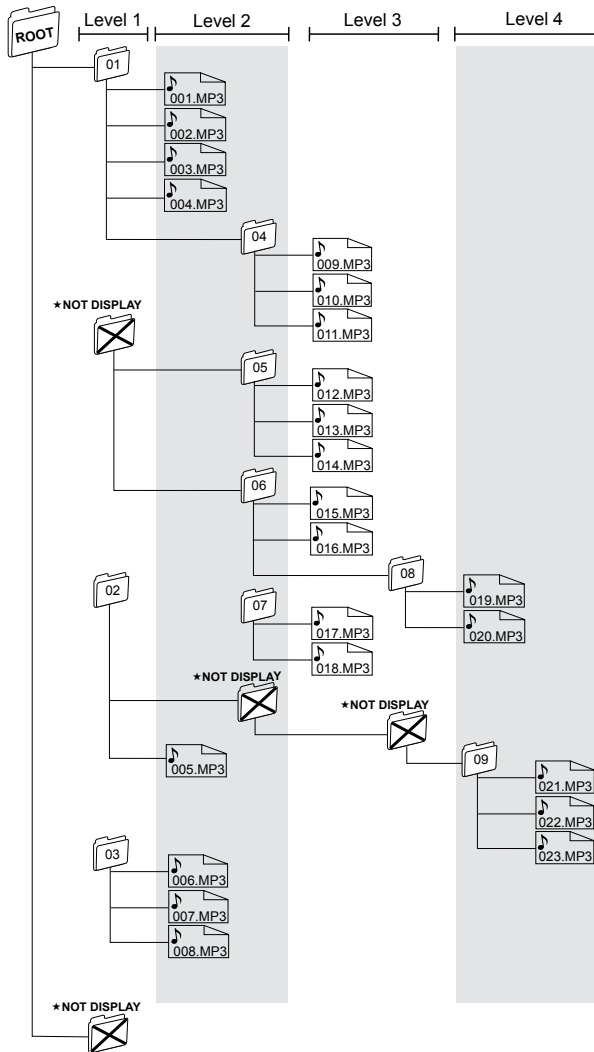 ROOT
Level 1 Level 2 Level 3 Level 4
01
001.MP3
002.MP3
003.MP3
004.MP3
04
009.MP3
010.MP3
011.MP3
★NOT DISPLAY
05
012.MP3
013.MP3
014.MP3
06
015.MP3
016.MP3
08
019.MP3
020.MP3
02
07
017.MP3
018.MP3
★NOT DISPLAY
★NOT DISPLAY
09
005.MP3
021.MP3
022.MP3
023.MP3
03
006.MP3
007.MP3
008.MP3
★NOT DISPLAY